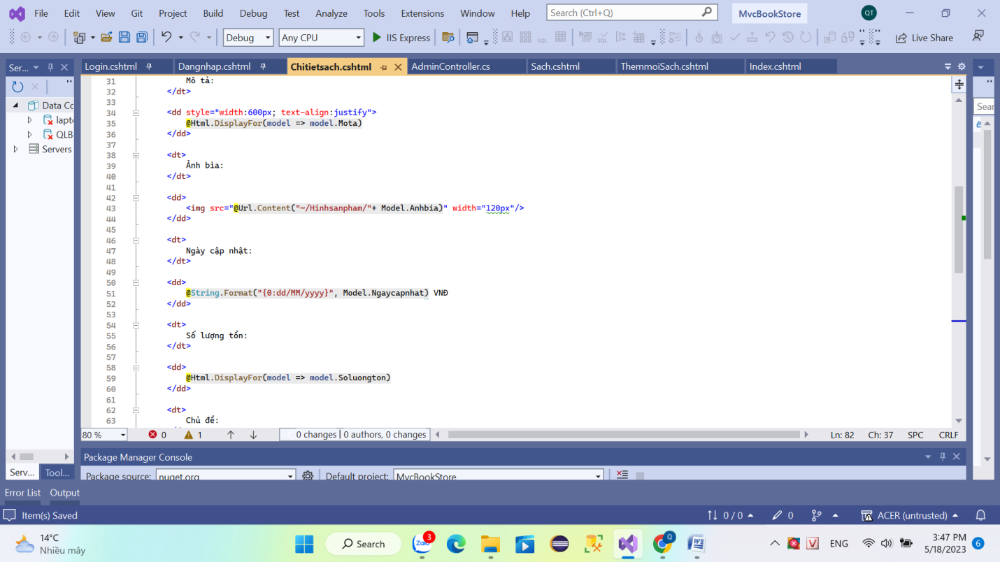 File Edit View Git Project Build Debug Test Analyze Tools Extensions Window Help Search (Ctrl+Q) MvcBookStore QT
Debug Any CPU IIS Express Live Share
Ser... Login.cshtml Dangnhap.cshtml Chitietsach.cshtml AdminController.cs Sach.cshtml ThemmoiSach.cshtml Index.cshtml
31 Mô tả:
32 </dt>
33
34 <dd style="width:600px; text-align:justify">
35 @Html.DisplayFor(model => model.Mota)
36 </dd>
37
38 <dt>
39 Ảnh bìa:
40 </dt>
41
42 <dd>
43 <img src="@Url.Content("~/Hinhsanpham/"+ Model.Anhbia)" width="120px"/>
44 </dd>
45
46 <dt>
47 Ngày cập nhật:
48 </dt>
49
50 <dd>
51 @String.Format("{0:dd/MM/yyyy}", Model.Ngaycapnhat) VNĐ
52 </dd>
53
54 <dt>
55 Số lượng tồn:
56 </dt>
57
58 <dd>
59 @Html.DisplayFor(model => model.Soluongton)
60 </dd>
61
62 <dt>
63 Chủ đề:
Data Co
lapto
QLB
Servers
Sear
80 % 0 1 0 changes | 0 authors, 0 changes Ln: 82 Ch: 37 SPC CRLF
Package Manager Console
Serv... Tool... Package source: nuget.org Default project: MvcBookStore
Error List Output
Item(s) Saved 0 / 0 0 ACER (untrusted)
14°C
Nhiều mây
Search
Zalo 3
Q
ENG
3:47 PM
5/18/2023 6